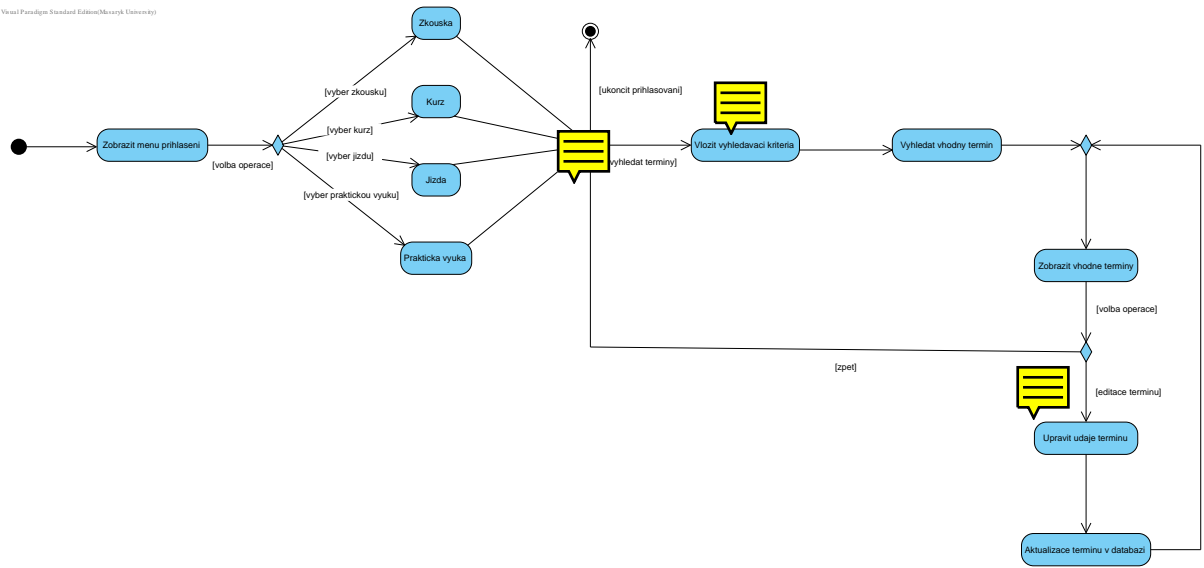 Visual Paradigm Standard Edition(Masaryk University)
Zkouska
[ukoncit prihlasovani]
[vyber zkousku]
Kurz
[vyber kurz]
Zobrazit menu prihlaseni
Vlozit vyhledavaci kriteria
Vyhledat vhodny termin
[volba operace]
[vyber jizdu]
vyhledat terminy]
Jizda
[vyber praktickou vyuku]
Prakticka vyuka
Zobrazit vhodne terminy
[volba operace]
[zpet]
[editace terminu]
Upravit udaje terminu
Aktualizace terminu v databazi